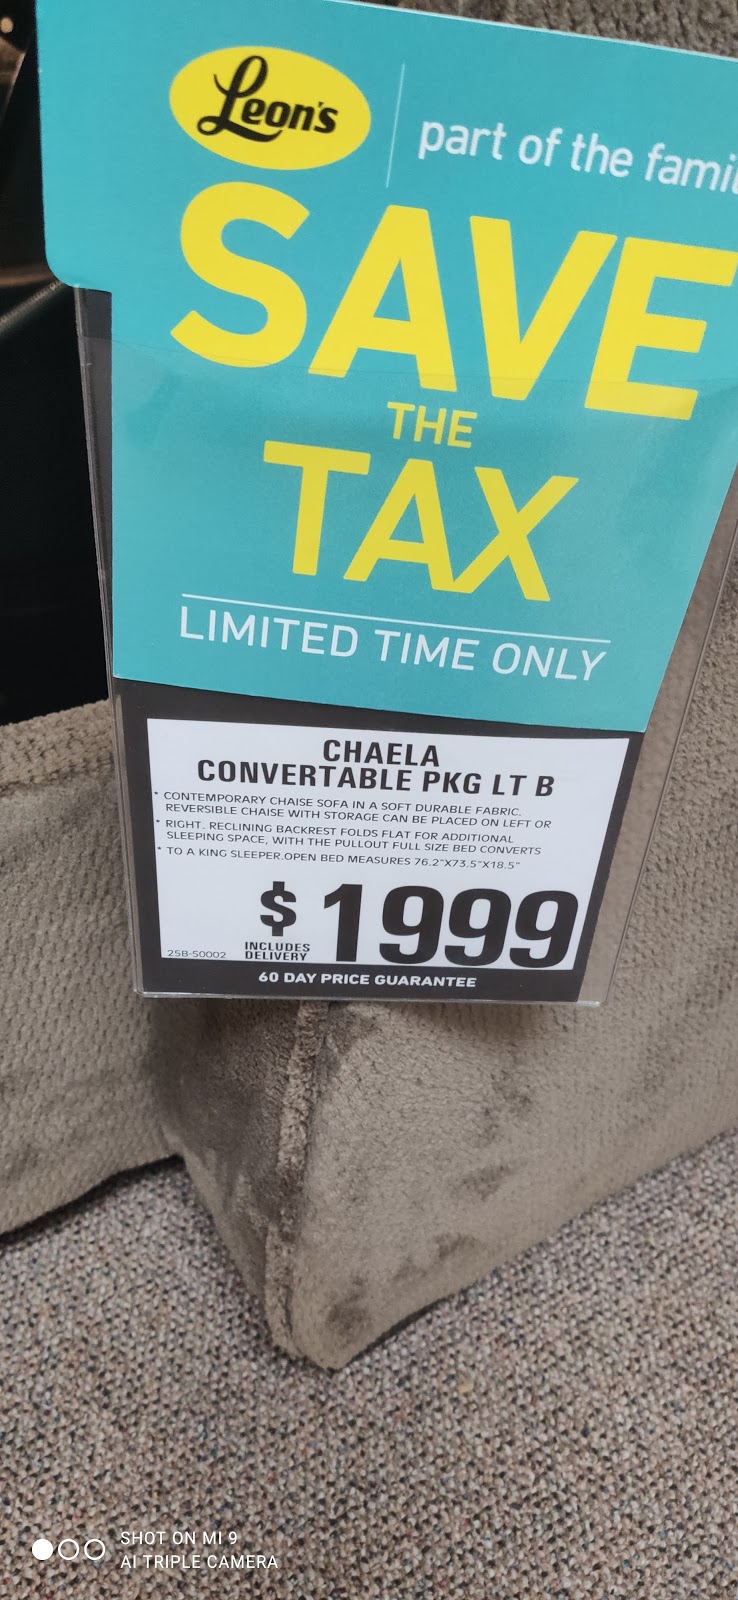 Leon's
part of the famil
SAVE
THE
TAX
LIMITED TIME ONLY
CHAELA
CONVERTABLE PKG LT B
• CONTEMPORARY CHAISE SOFA IN A SOFT DURABLE FABRIC.
REVERSIBLE CHAISE WITH STORAGE CAN BE PLACED ON LEFT OR
• RIGHT. RECLINING BACKREST FOLDS FLAT FOR ADDITIONAL
SLEEPING SPACE, WITH THE PULLOUT FULL SIZE BED CONVERTS
• TO A KING SLEEPER.OPEN BED MEASURES 76.2"X73.5"X18.5"
$1999
25B-50002
INCLUDES
DELIVERY
60 DAY PRICE GUARANTEE
SHOT ON MI 9
AI TRIPLE CAMERA